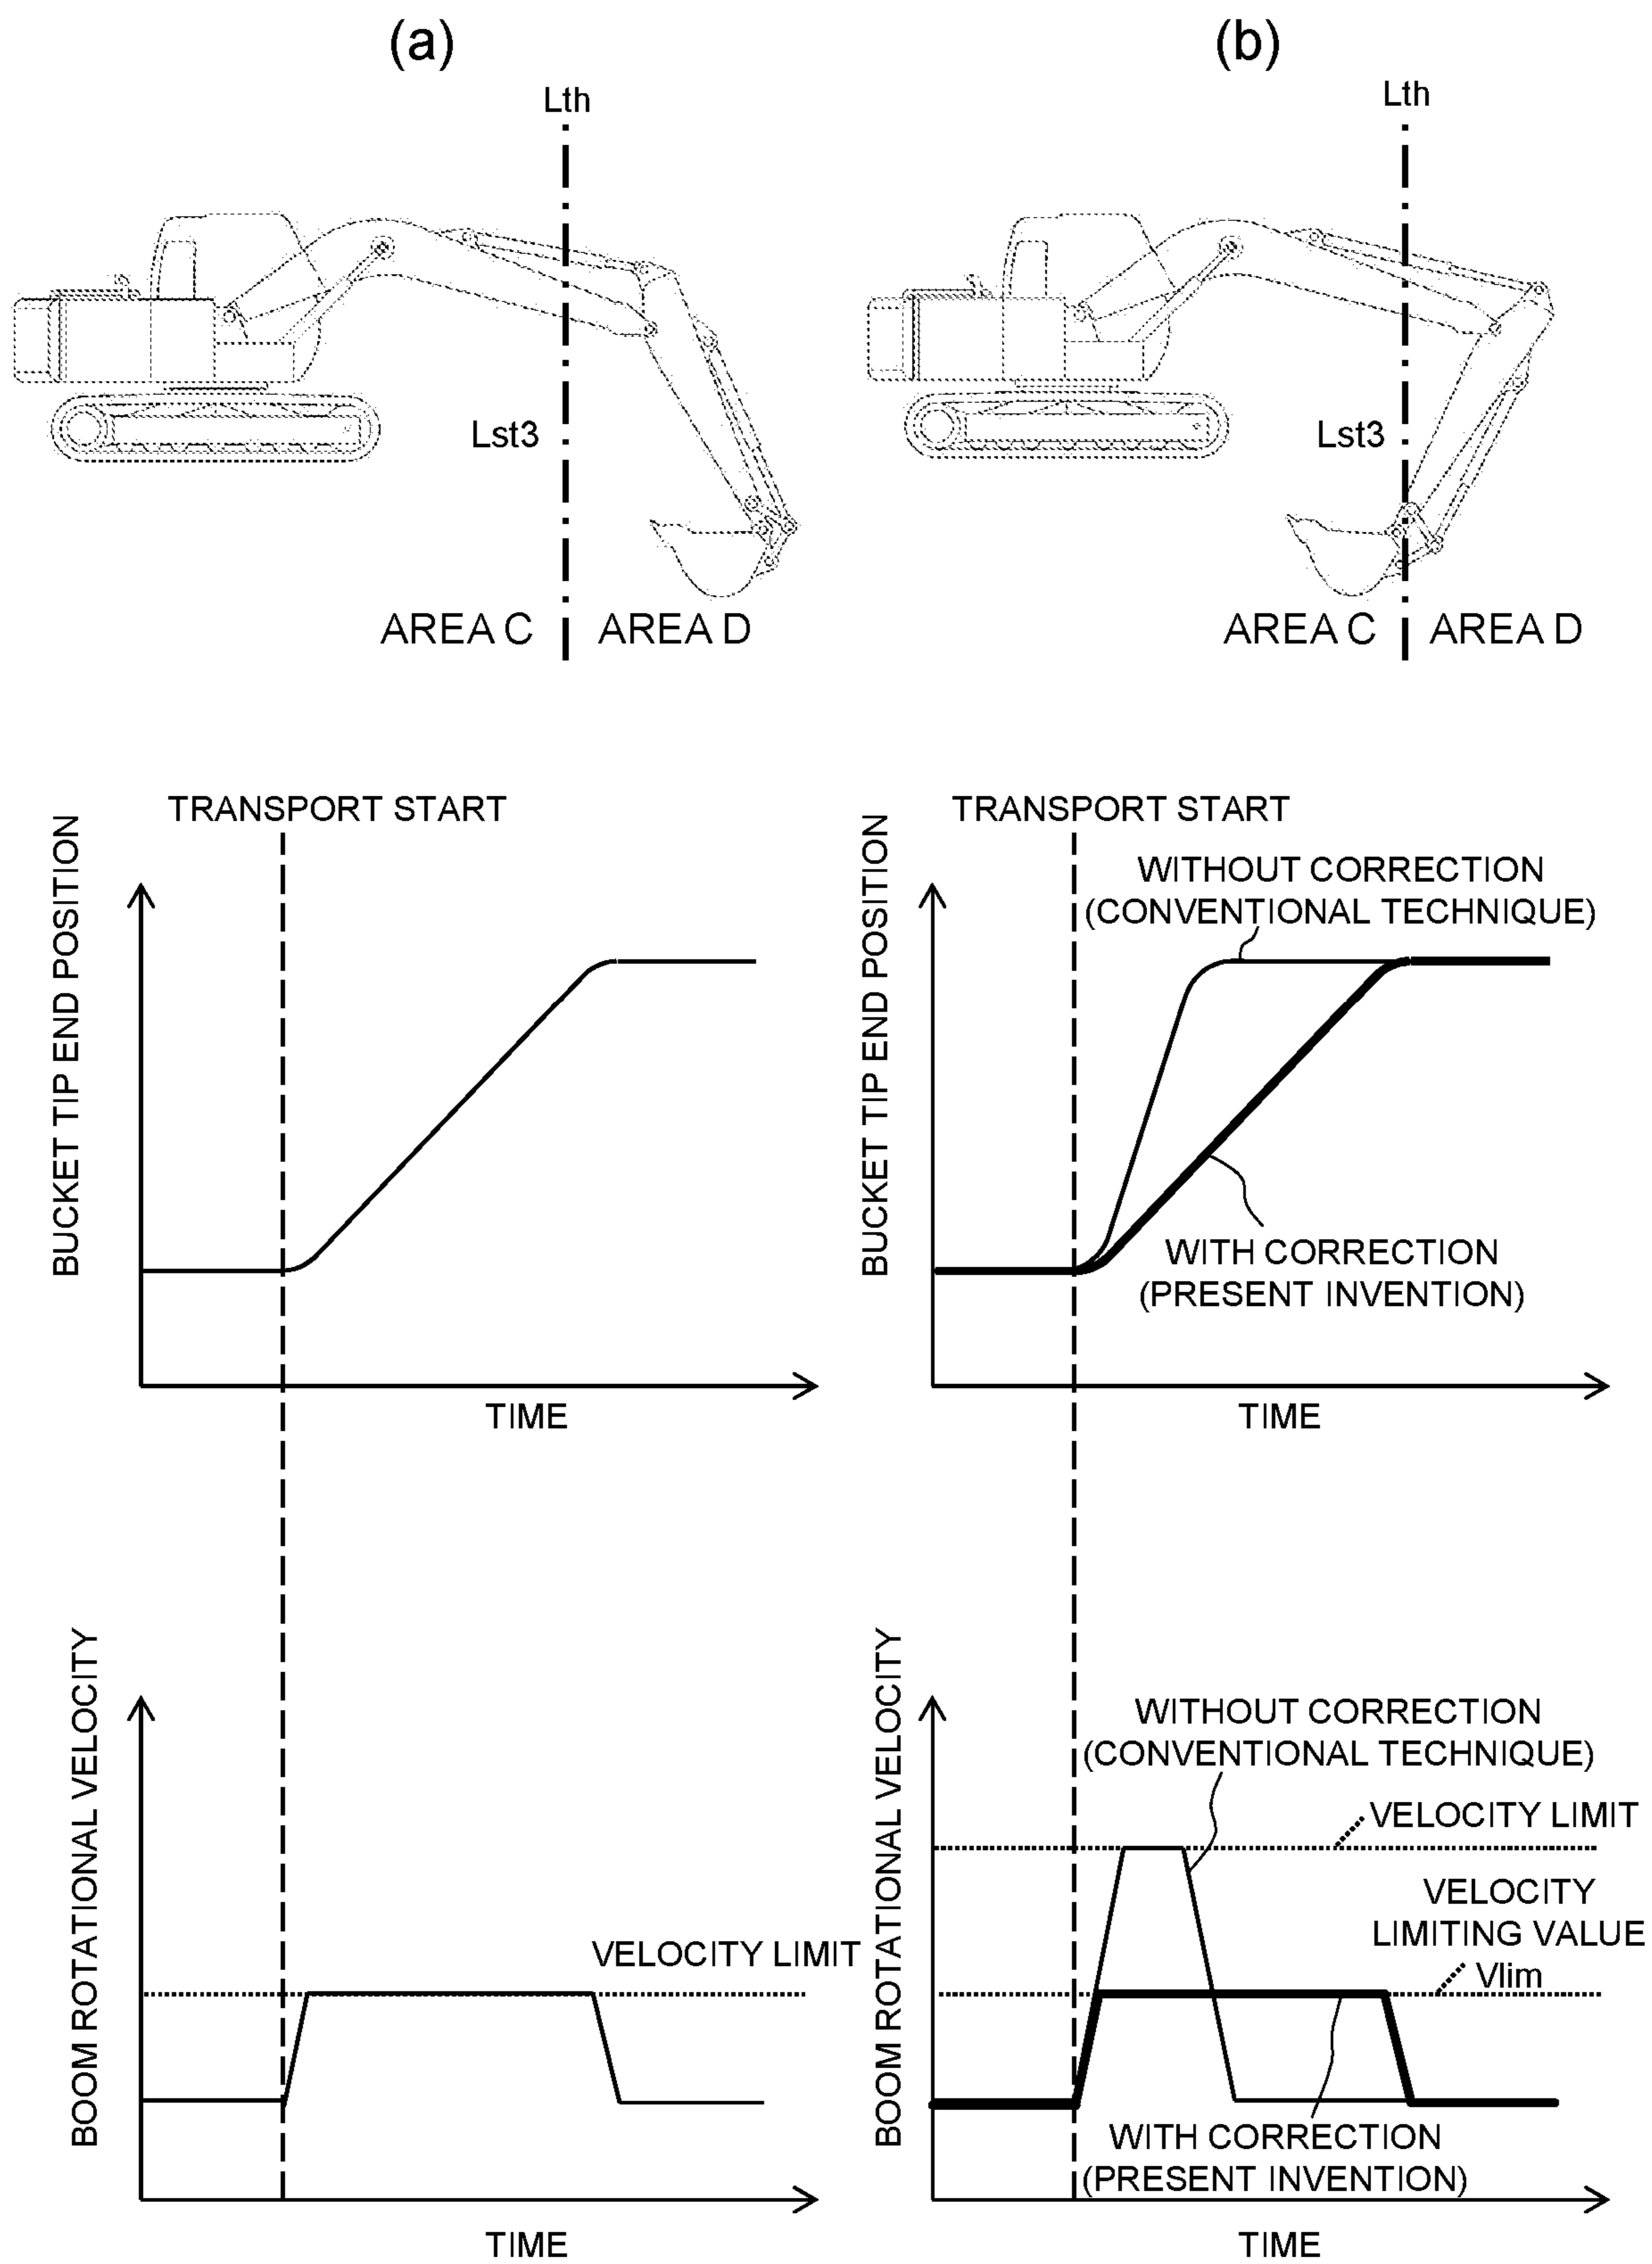 (a)
(b)
Lth
Lth
Lst3
Lst3
AREA C
AREA D
AREA C
AREA D
TRANSPORT START
BUCKET TIP END POSITION
TIME
TRANSPORT START
BUCKET TIP END POSITION
WITHOUT CORRECTION
(CONVENTIONAL TECHNIQUE)
WITH CORRECTION
(PRESENT INVENTION)
TIME
BOOM ROTATIONAL VELOCITY
VELOCITY LIMIT
TIME
BOOM ROTATIONAL VELOCITY
WITHOUT CORRECTION
(CONVENTIONAL TECHNIQUE)
VELOCITY LIMIT
VELOCITY
LIMITING VALUE
Vlim
WITH CORRECTION
(PRESENT INVENTION)
TIME